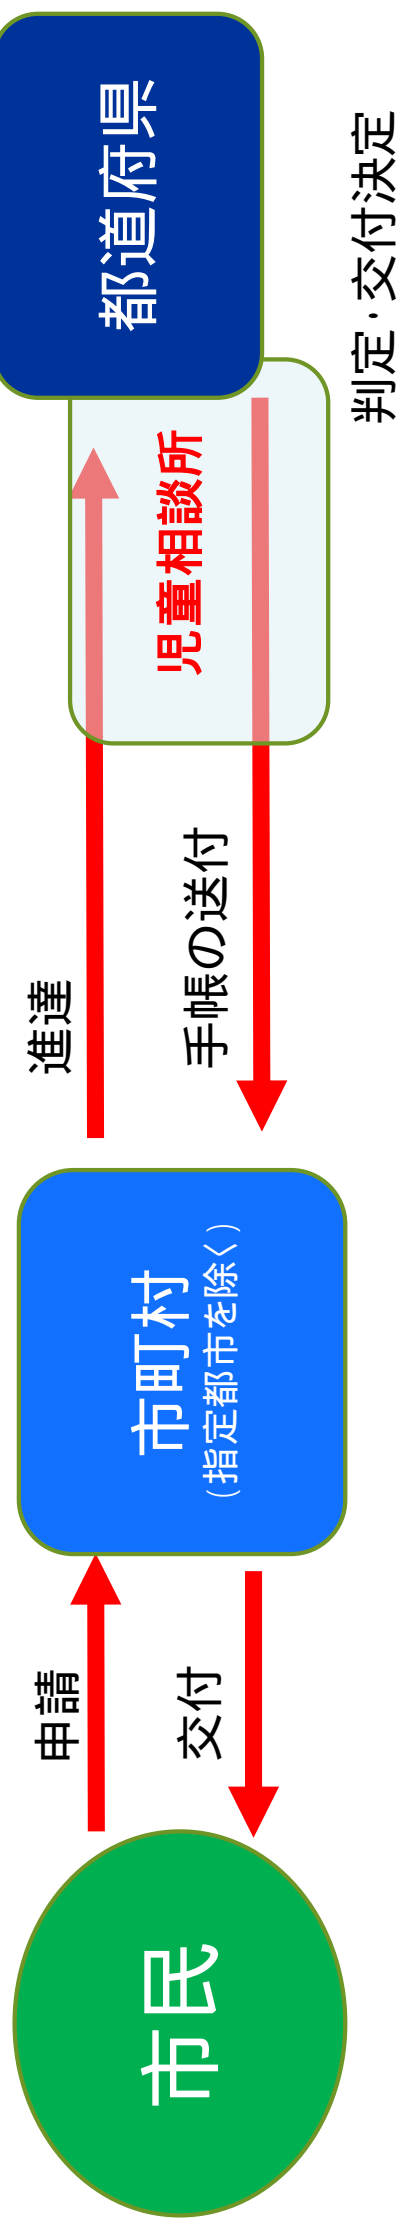 市民
申請
交付
市町村
（指定都市を除く）
進達
手帳の送付
児童相談所
都道府県
判定・交付決定